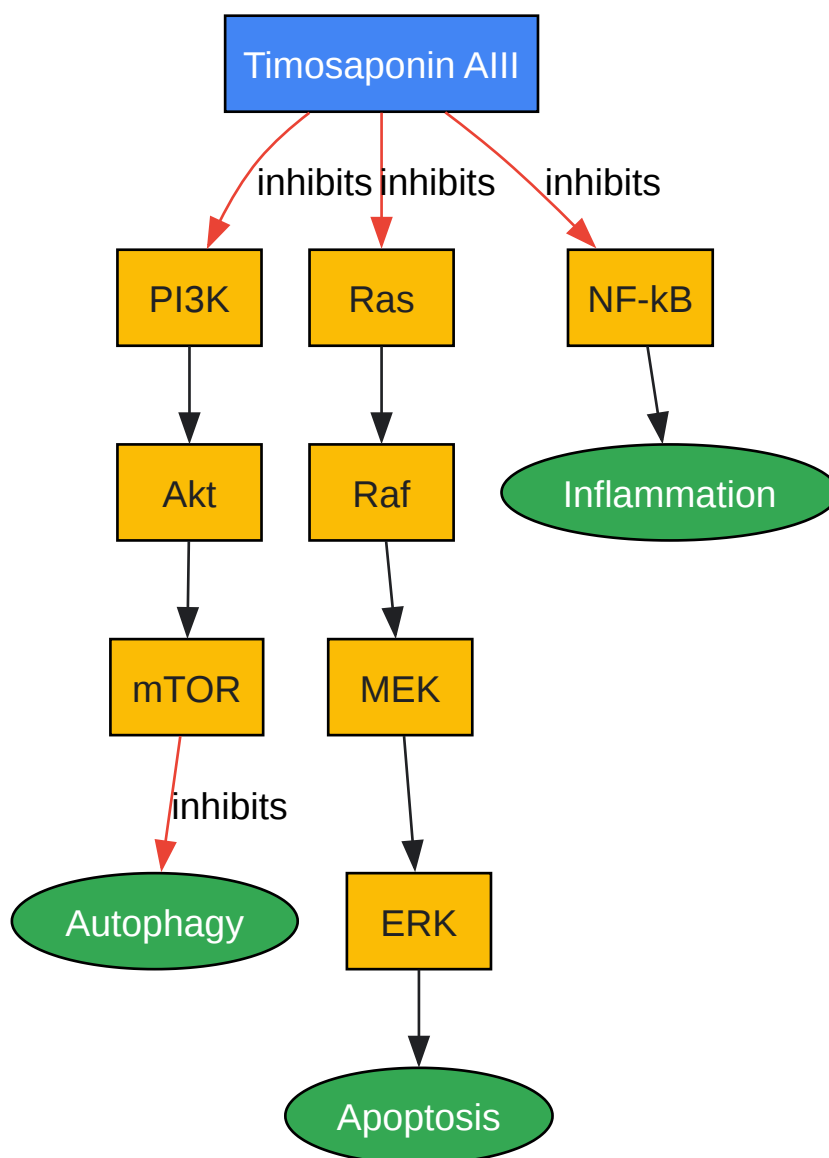 Timosaponin AIII
inhibits
inhibits
inhibits
PI3K
Ras
NF-kB
Akt
Raf
Inflammation
mTOR
MEK
inhibits
Autophagy
ERK
Apoptosis